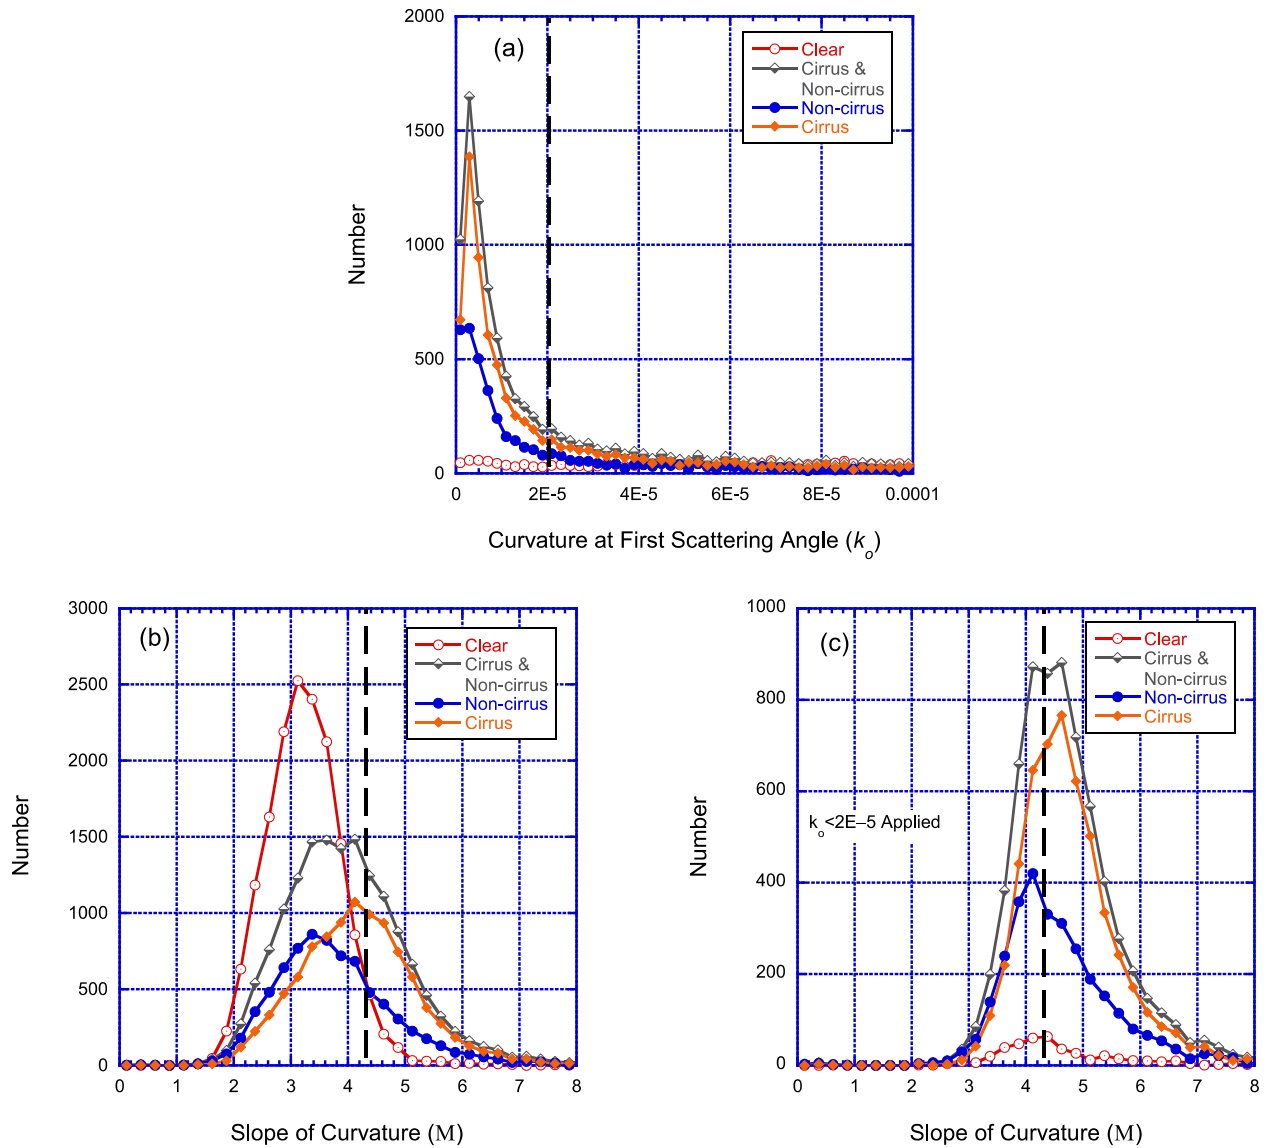 (a)
2000
1500
1000
500
0
Number
Clear
Cirrus &
Non-cirrus
Non-cirrus
Cirrus
0 2E-5 4E-5 6E-5 8E-5 0.0001
Curvature at First Scattering Angle (kₒ)
(b)
3000
2500
2000
1500
1000
500
0
Number
Clear
Cirrus &
Non-cirrus
Non-cirrus
Cirrus
0 1 2 3 4 5 6 7 8
Slope of Curvature (M)
(c)
1000
800
600
400
200
0
Number
Clear
Cirrus &
Non-cirrus
Non-cirrus
Cirrus
kₒ<2E–5 Applied
0 1 2 3 4 5 6 7 8
Slope of Curvature (M)